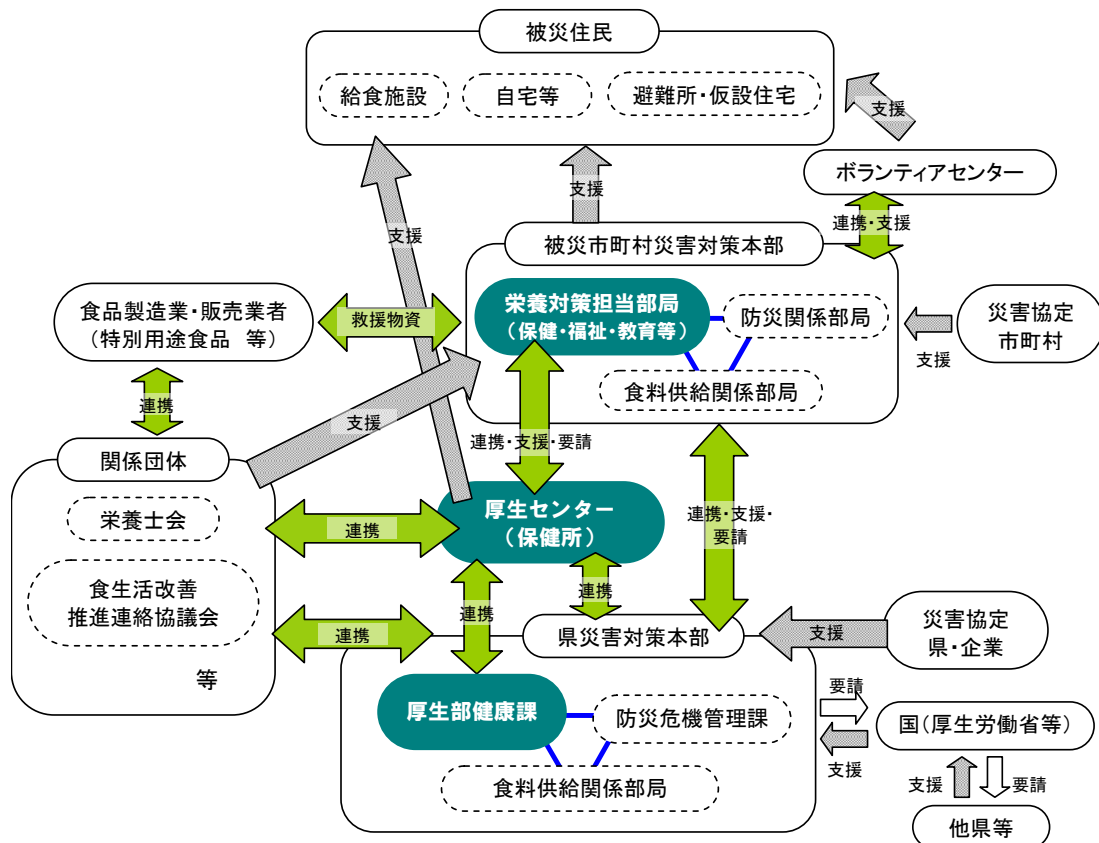 被災住民
給食施設
自宅等
避難所・仮設住宅
支援
ボランティアセンター
支援
連携・支援
支援
被災市町村災害対策本部
食品製造業・販売業者
(特別用途食品 等)
救援物資
栄養対策担当部局
(保健・福祉・教育等)
防災関係部局
災害協定
市町村
支援
食料供給関係部局
連携
支援
連携・支援・要請
関係団体
栄養士会
連携
厚生センター
(保健所)
連携・支援・
要請
食生活改善
推進連絡協議会
等
連携
連携
連携
県災害対策本部
支援
災害協定
県・企業
厚生部健康課
防災危機管理課
食料供給関係部局
要請
国(厚生労働省等)
支援
支援
要請
他県等